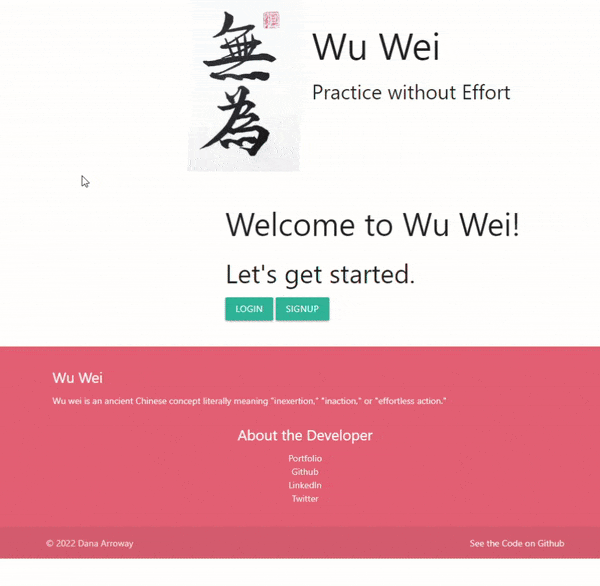 無為
Wu Wei
Practice without Effort
Welcome to Wu Wei!
Let's get started.
LOGIN
SIGNUP
Wu Wei
Wu wei is an ancient Chinese concept literally meaning "inexertion," "inaction," or "effortless action."
About the Developer
Portfolio
Github
LinkedIn
Twitter
© 2022 Dana Arroway
See the Code on Github